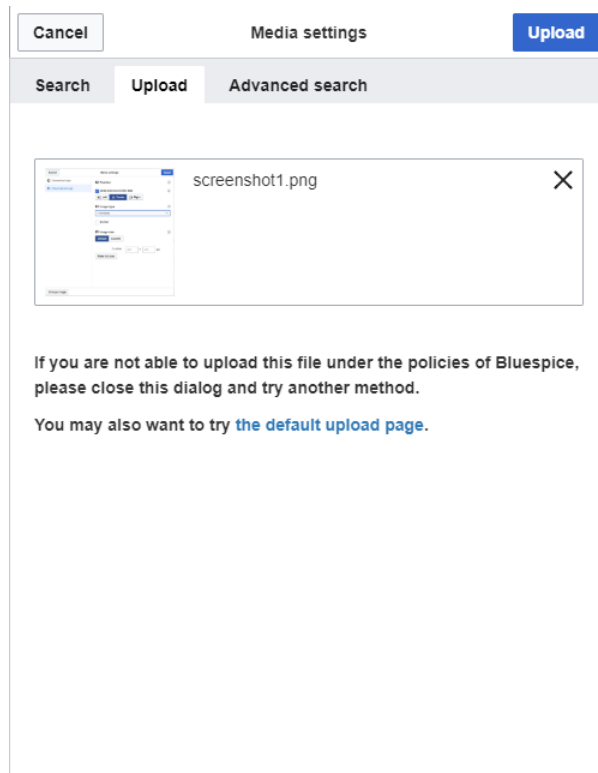 Cancel Media settings Upload
Search Upload Advanced search
screenshot1.png
If you are not able to upload this file under the policies of Bluespice,
please close this dialog and try another method.
You may also want to try the default upload page.